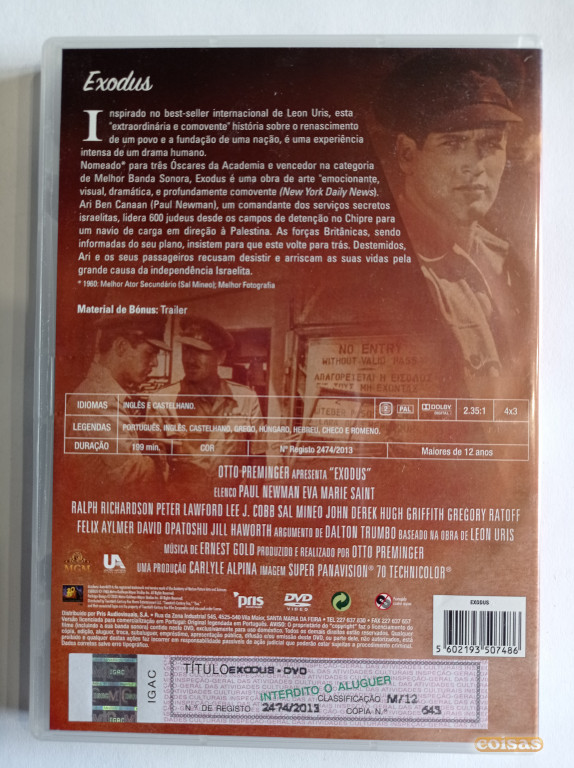 Exodus
Inspirado no best-seller internacional de Leon Uris, esta
"extraordinária e comovente" história sobre o renascimento
de um povo e a fundação de uma nação, é uma experiência
intensa de um drama humano.
Nomeado* para três Óscares da Academia e vencedor na categoria
de Melhor Banda Sonora, Exodus é uma obra de arte "emocionante,
visual, dramática, e profundamente comovente (New York Daily News).
Ari Ben Canaan (Paul Newman), um comandante dos serviços secretos
israelitas, lidera 600 judeus desde os campos de detenção no Chipre para
um navio de carga em direção à Palestina. As forças Britânicas, sendo
informadas do seu plano, insistem para que este volte para trás. Destemidos,
Ari e os seus passageiros recusam desistir e arriscam as suas vidas pela
grande causa da independência Israelita.
* 1960: Melhor Ator Secundário (Sal Mineo); Melhor Fotografia
Material de Bónus: Trailer
NO ENTRY
WITHOUT VALID PASS
IDIOMAS INGLÊS E CASTELHANO.
PAL DOLBY DIGITAL 2.35:1 4x3
LEGENDAS PORTUGUÊS, INGLÊS, CASTELHANO, GREGO, HÚNGARO, HEBREU, CHECO E ROMENO.
DURAÇÃO 199 min. COR Nº Registo 2474/2013 Maiores de 12 anos
OTTO PREMINGER APRESENTA "EXODUS"
ELENCO PAUL NEWMAN EVA MARIE SAINT
RALPH RICHARDSON PETER LAWFORD LEE J. COBB SAL MINEO JOHN DEREK HUGH GRIFFITH GREGORY RATOFF
FELIX AYLMER DAVID OPATOSHU JILL HAWORTH ARGUMENTO DE DALTON TRUMBO BASEADO NA OBRA DE LEON URIS
MÚSICA DE ERNEST GOLD PRODUZIDO E REALIZADO POR OTTO PREMINGER
UMA PRODUÇÃO CARLYLE ALPINA IMAGEM SUPER PANAVISION® 70 TECHNICOLOR®
MGM
UA
pris
DVD VIDEO
EXODUS
5 602193 507486
Distribuído por Pris Audiovisuais, S.A.
IGAC
TÍTULO EXODUS - DVD
INTERDITO O ALUGUER
CLASSIFICAÇÃO M/12
N.º DE REGISTO 2474/2013 CÓPIA N.º 643
coisas